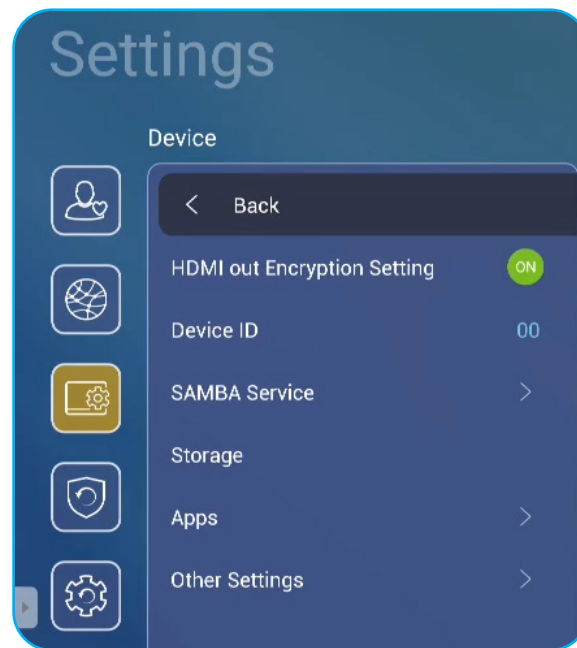 Settings
Device
Back
HDMI out Encryption Setting ON
Device ID 00
SAMBA Service
Storage
Apps
Other Settings